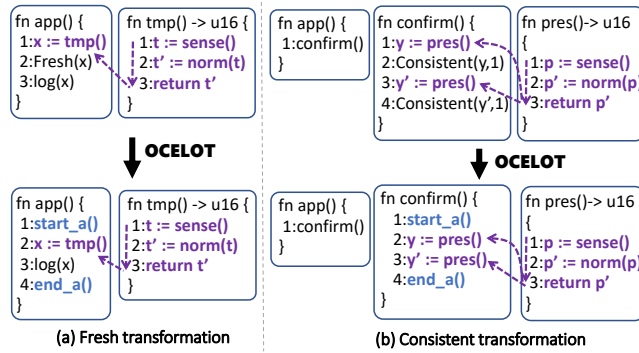 fn app() {
1:x := tmp()
2:Fresh(x)
3:log(x)
}
fn tmp() -> u16 {
1:t := sense()
2:t' := norm(t)
3:return t'
}
fn app() {
1:confirm()
}
fn confirm() {
1:y := pres()
2:Consistent(y,1)
3:y' := pres()
4:Consistent(y',1)
}
fn pres()-> u16
{
1:p := sense()
2:p' := norm(p)
3:return p'
}
OCELOT
OCELOT
fn app() {
1:start_a()
2:x := tmp()
3:log(x)
4:end_a()
}
fn tmp() -> u16 {
1:t := sense()
2:t' := norm(t)
3:return t'
}
fn app() {
1:confirm()
}
fn confirm() {
1:start_a()
2:y := pres()
3:y' := pres()
4:end_a()
}
fn pres()-> u16
{
1:p := sense()
2:p' := norm(p)
3:return p'
}
(a) Fresh transformation
(b) Consistent transformation